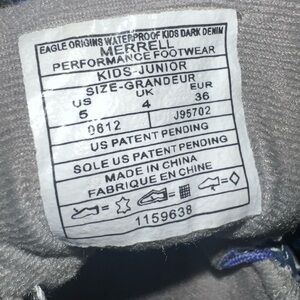 EAGLE ORIGINS WATERPROOF KIDS DARK DENIM
MERRELL
PERFORMANCE FOOTWEAR
KIDS-JUNIOR
SIZE-GRANDEUR
US UK EUR
5 4 36
0612 J95702
US PATENT PENDING
SOLE US PATENT PENDING
MADE IN CHINA
FABRIQUE EN CHINE
1159638